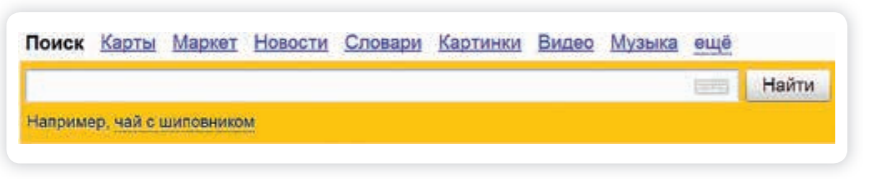 Поиск Карты Маркет Новости Словари Картинки Видео Музыка ещё
Найти
Например, чай с шиповником